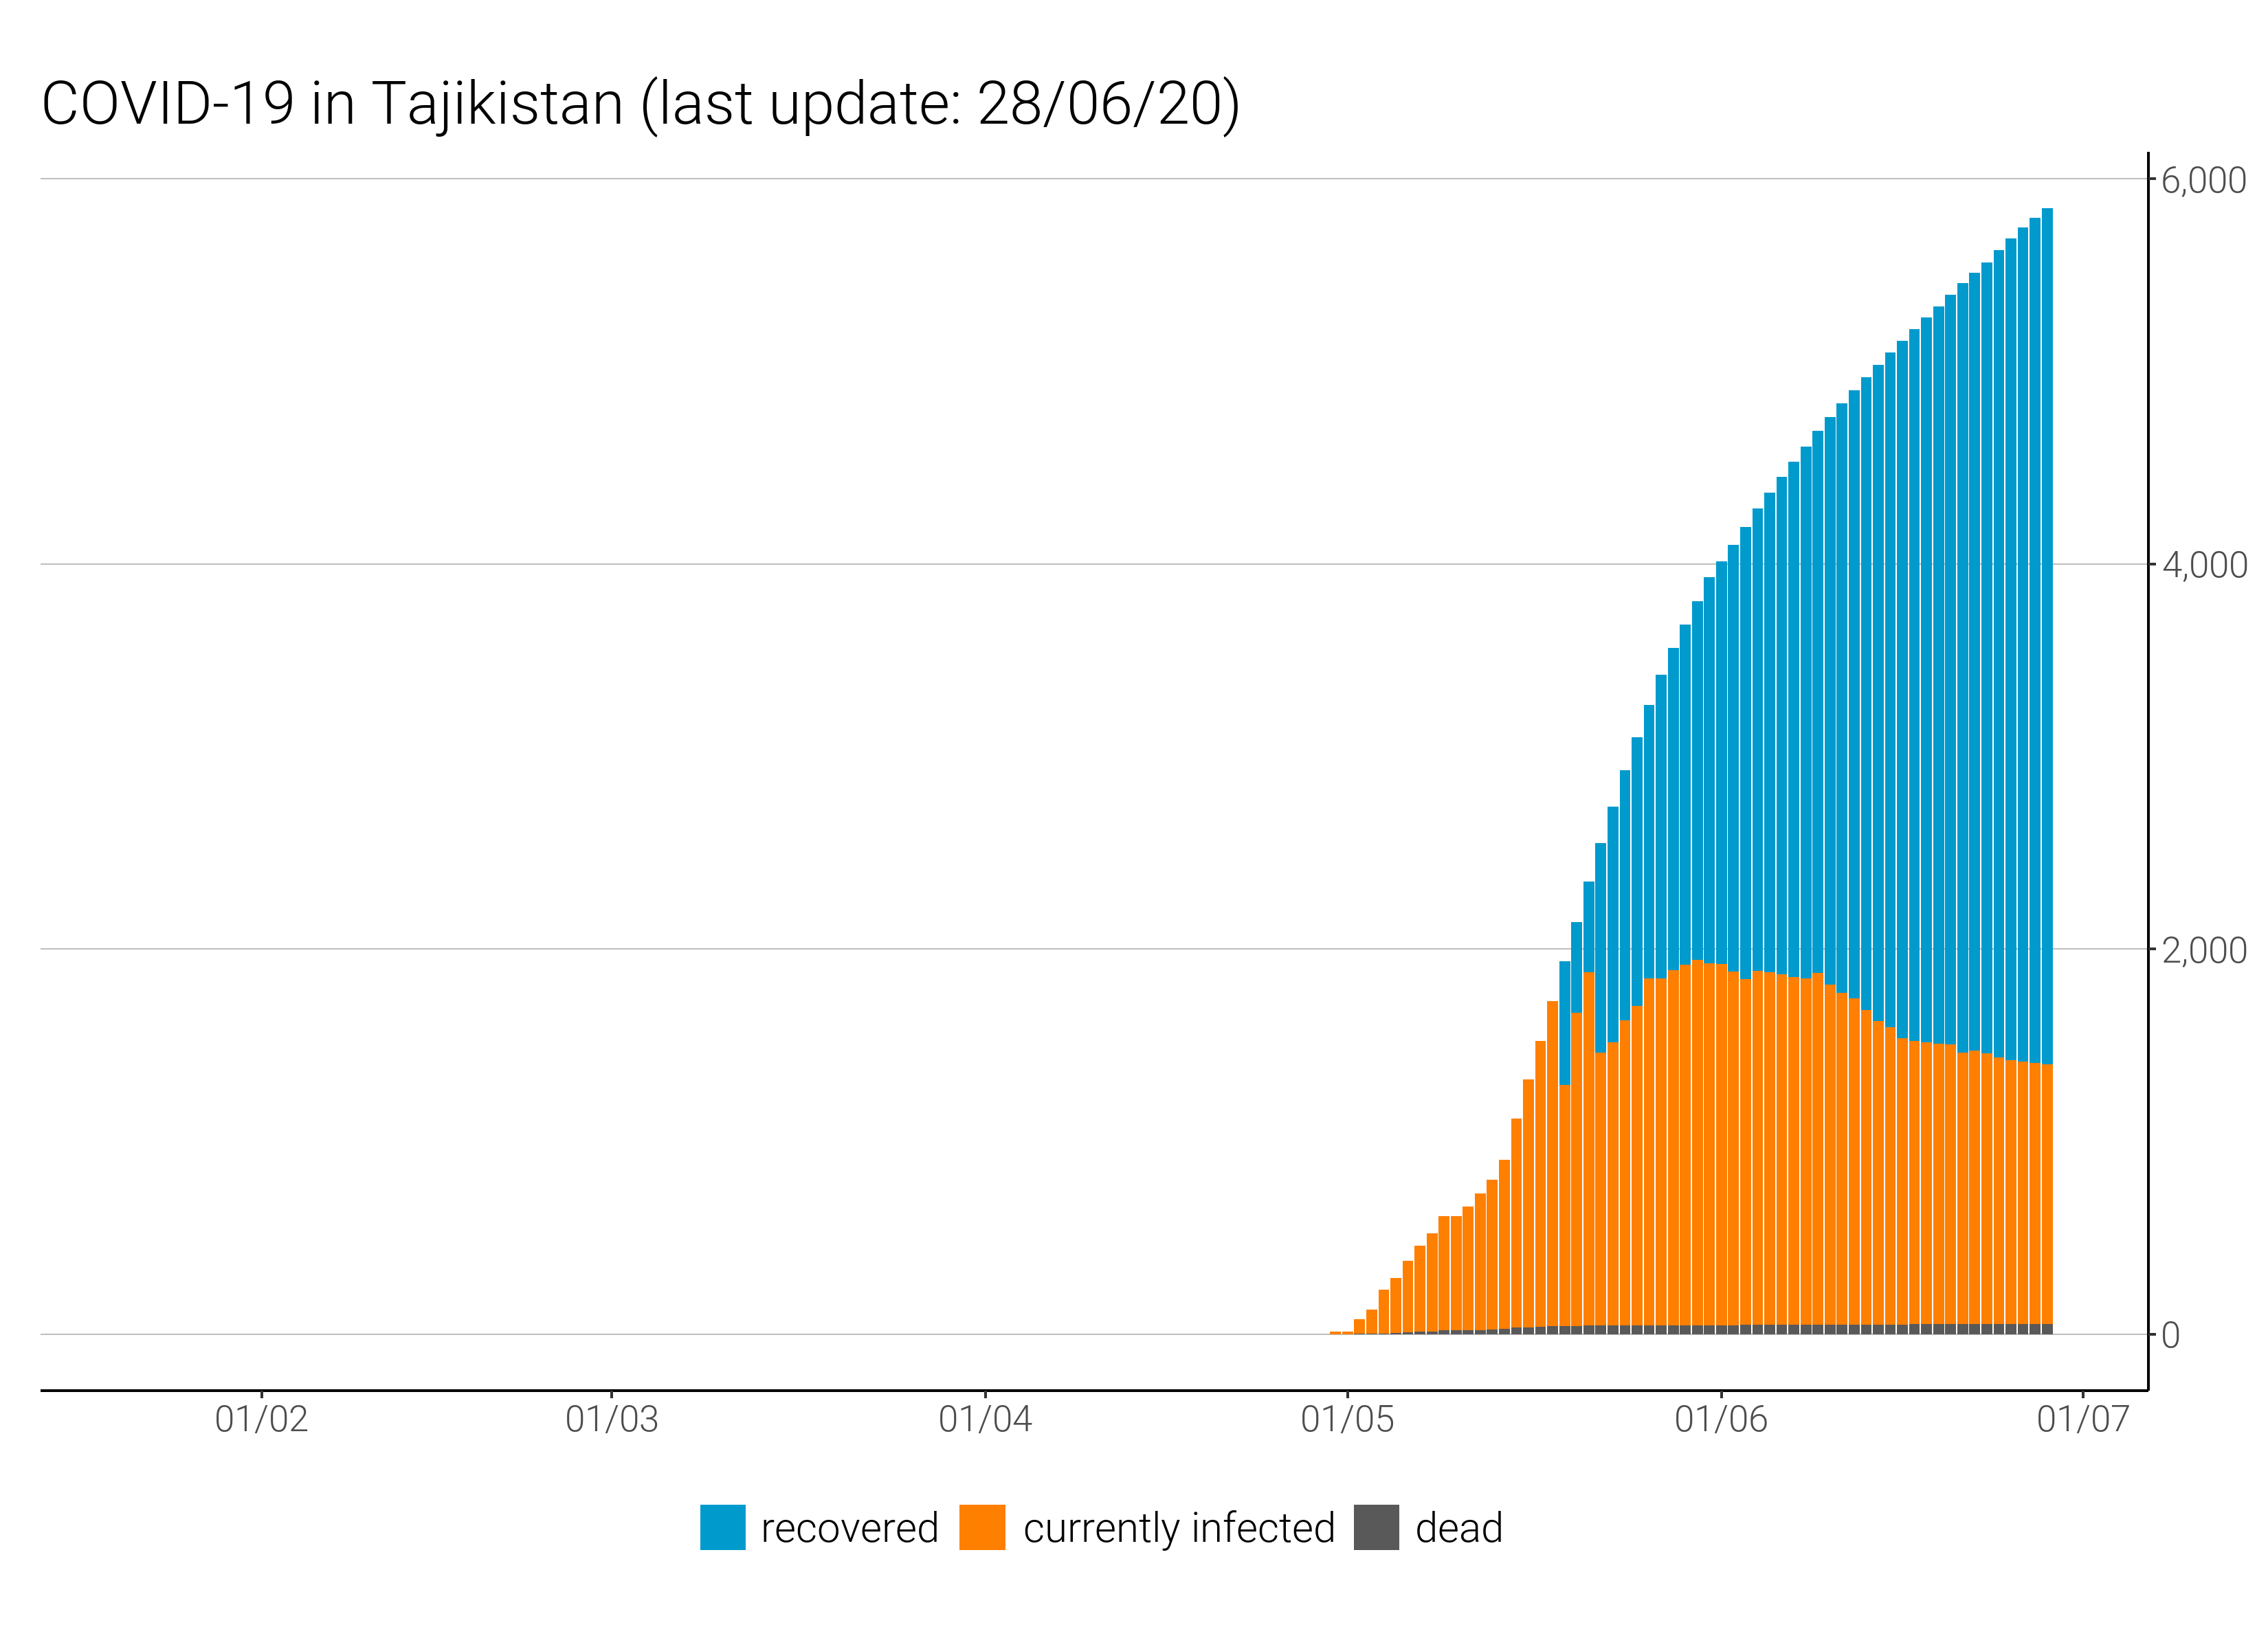 COVID-19 in Tajikistan (last update: 28/06/20)
6,000
4,000
2,000
0
01/02 01/03 01/04 01/05 01/06 01/07
recovered currently infected dead